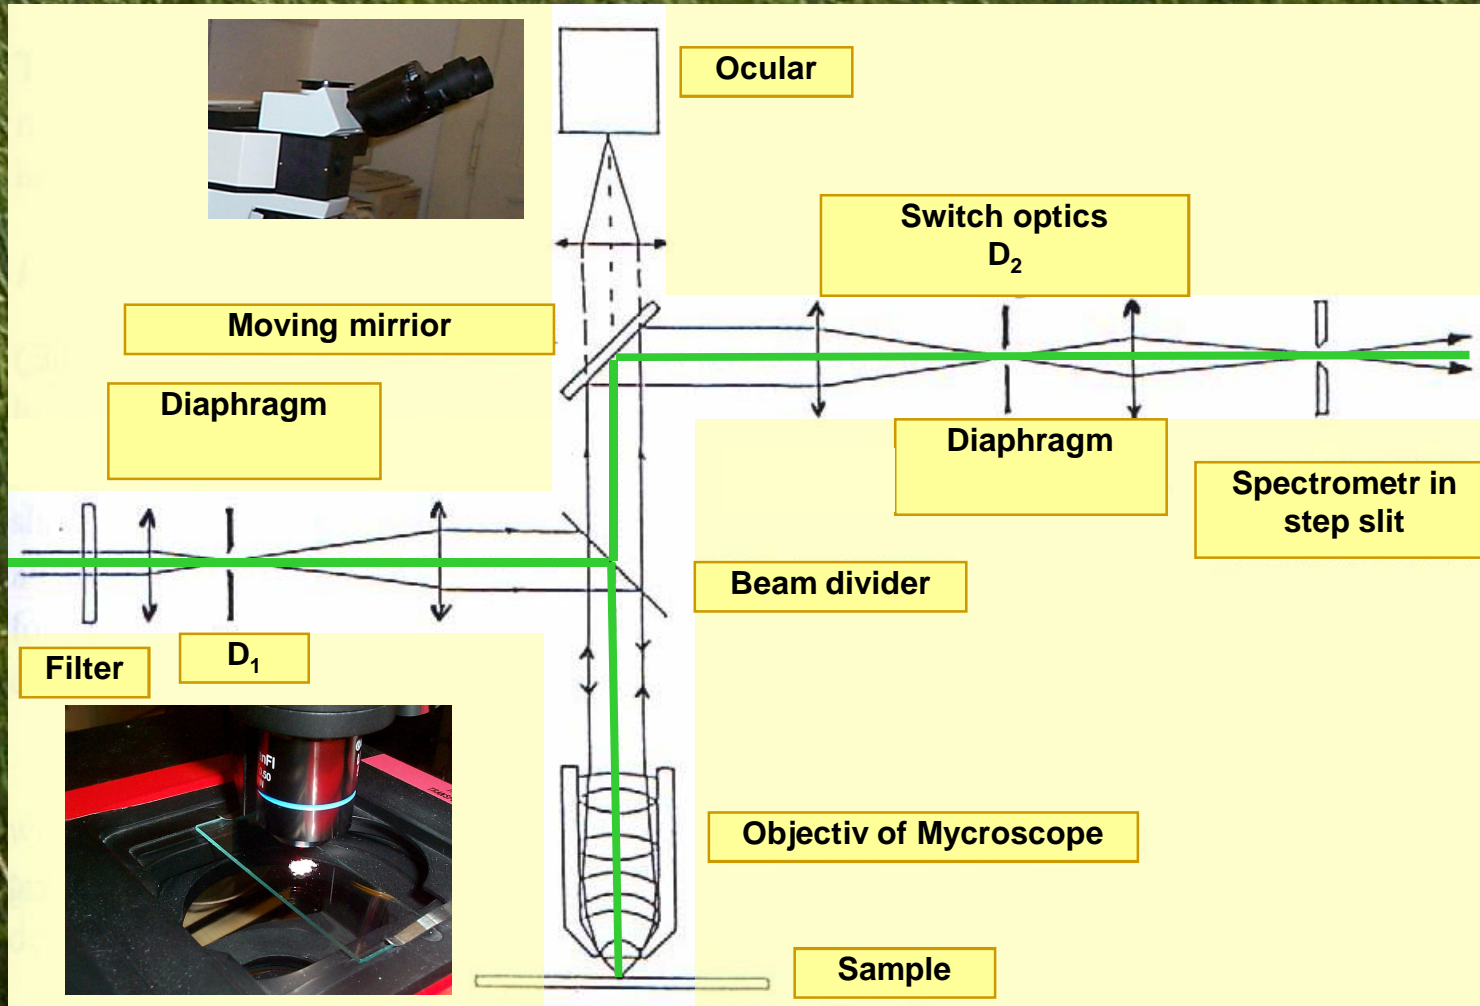 Ocular
Switch optics
D₂
Moving mirrior
Diaphragm
Diaphragm
Spectrometr in
step slit
Beam divider
D₁
Filter
Objectiv of Mycroscope
Sample